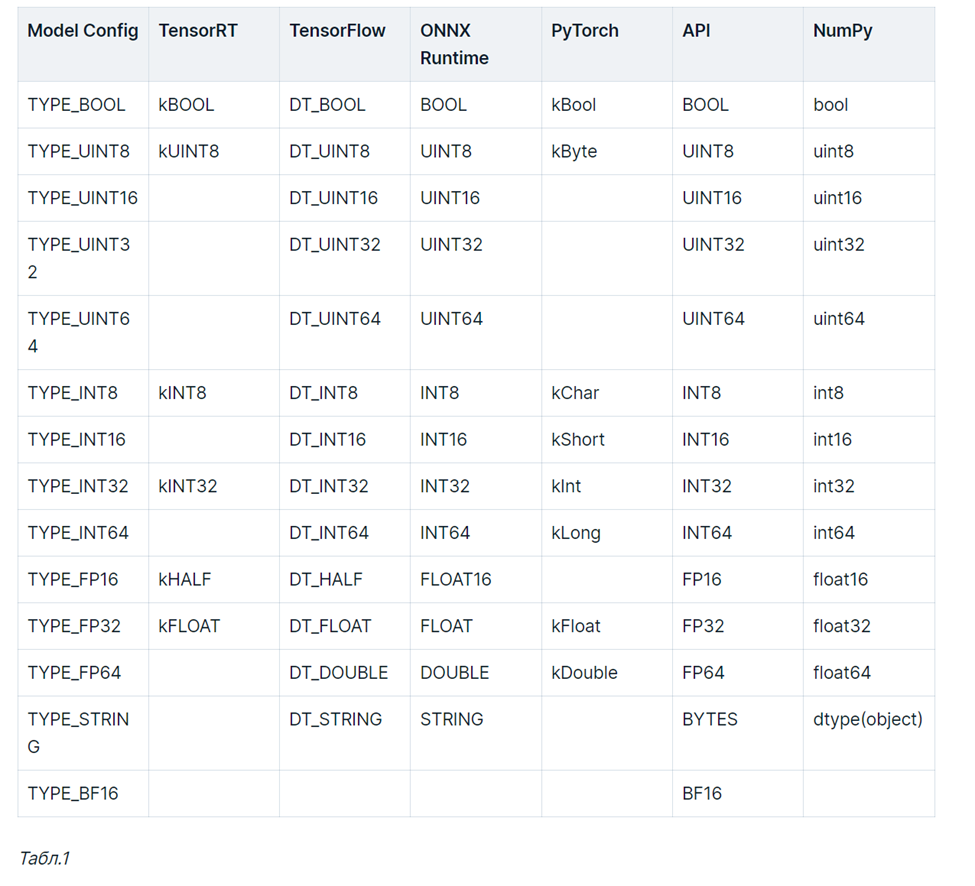 Model Config TensorRT TensorFlow ONNX Runtime PyTorch API NumPy
TYPE_BOOL kBOOL DT_BOOL BOOL kBool BOOL bool
TYPE_UINT8 kUINT8 DT_UINT8 UINT8 kByte UINT8 uint8
TYPE_UINT16 DT_UINT16 UINT16 UINT16 uint16
TYPE_UINT32 DT_UINT32 UINT32 UINT32 uint32
TYPE_UINT64 DT_UINT64 UINT64 UINT64 uint64
TYPE_INT8 kINT8 DT_INT8 INT8 kChar INT8 int8
TYPE_INT16 DT_INT16 INT16 kShort INT16 int16
TYPE_INT32 kINT32 DT_INT32 INT32 kInt INT32 int32
TYPE_INT64 DT_INT64 INT64 kLong INT64 int64
TYPE_FP16 kHALF DT_HALF FLOAT16 FP16 float16
TYPE_FP32 kFLOAT DT_FLOAT FLOAT kFloat FP32 float32
TYPE_FP64 DT_DOUBLE DOUBLE kDouble FP64 float64
TYPE_STRING DT_STRING STRING BYTES dtype(object)
TYPE_BF16 BF16
Табл.1